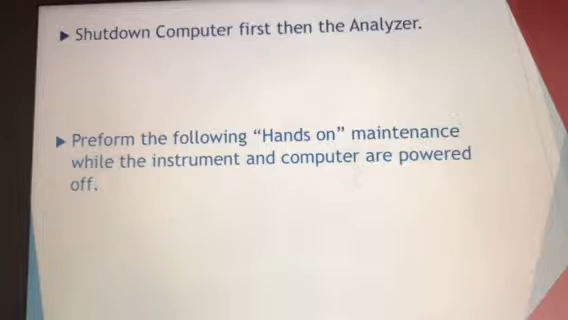 ▶ Shutdown Computer first then the Analyzer.
▶ Preform the following “Hands on” maintenance
while the instrument and computer are powered
off.